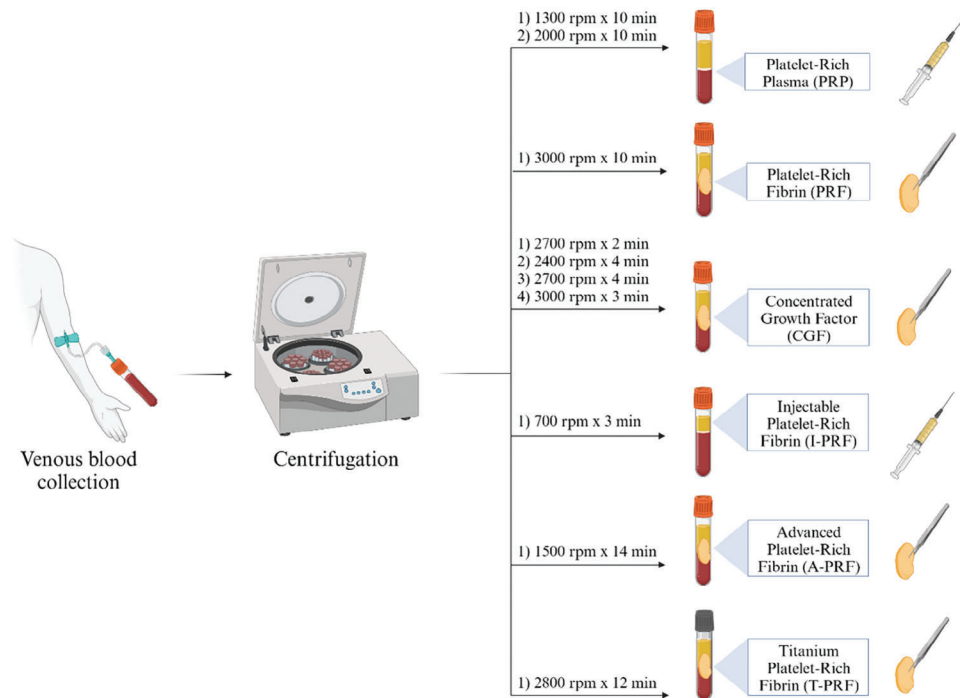 1) 1300 rpm x 10 min
2) 2000 rpm x 10 min
Platelet-Rich
Plasma (PRP)
1) 3000 rpm x 10 min
Platelet-Rich
Fibrin (PRF)
1) 2700 rpm x 2 min
2) 2400 rpm x 4 min
3) 2700 rpm x 4 min
4) 3000 rpm x 3 min
Concentrated
Growth Factor
(CGF)
Venous blood
collection
Centrifugation
1) 700 rpm x 3 min
Injectable
Platelet-Rich
Fibrin (I-PRF)
1) 1500 rpm x 14 min
Advanced
Platelet-Rich
Fibrin (A-PRF)
1) 2800 rpm x 12 min
Titanium
Platelet-Rich
Fibrin (T-PRF)